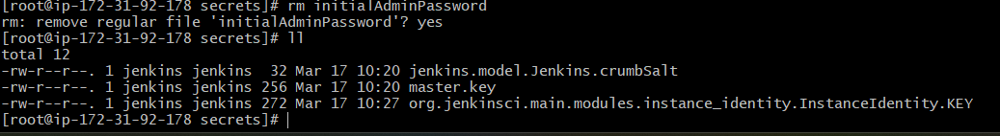 [root@ip-172-31-92-178 secrets]# rm initialAdminPassword
rm: remove regular file 'initialAdminPassword'? yes
[root@ip-172-31-92-178 secrets]# ll
total 12
-rw-r--r--. 1 jenkins jenkins  32 Mar 17 10:20 jenkins.model.Jenkins.crumbSalt
-rw-r--r--. 1 jenkins jenkins 256 Mar 17 10:20 master.key
-rw-r--r--. 1 jenkins jenkins 272 Mar 17 10:27 org.jenkinsci.main.modules.instance_identity.InstanceIdentity.KEY
[root@ip-172-31-92-178 secrets]#